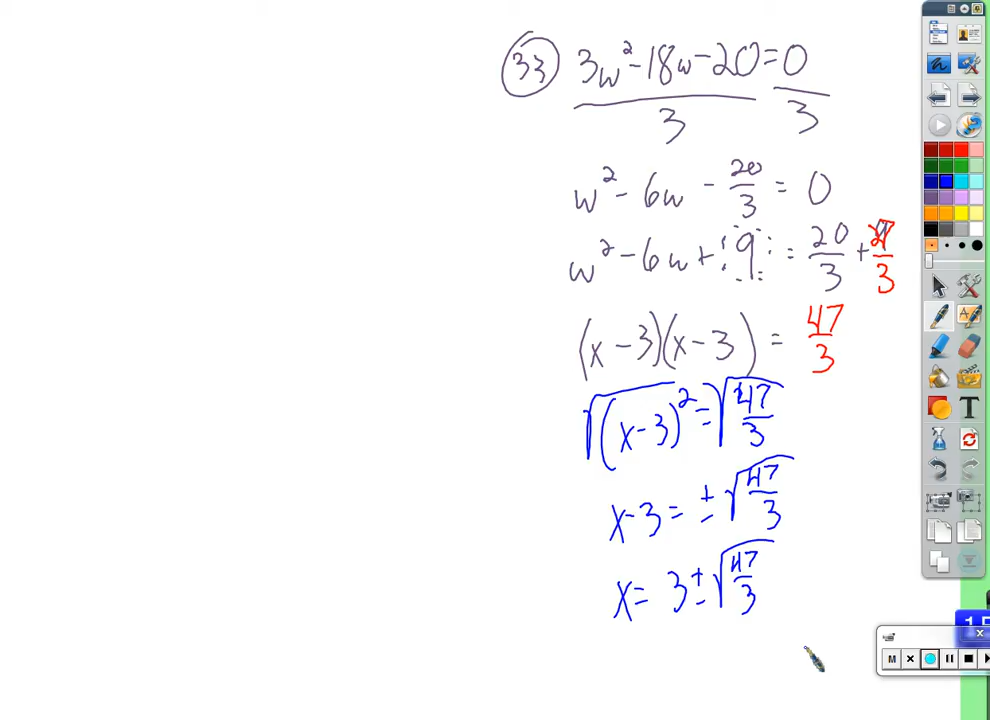 33 3w²-18w-20=0
3 3
w² - 6w - 20/3 = 0
w² - 6w + 9 = 20/3 + 27/3
(x-3)(x-3) = 47/3
√(x-3)² = √47/3
x-3 = ± √47/3
x = 3 ± √47/3